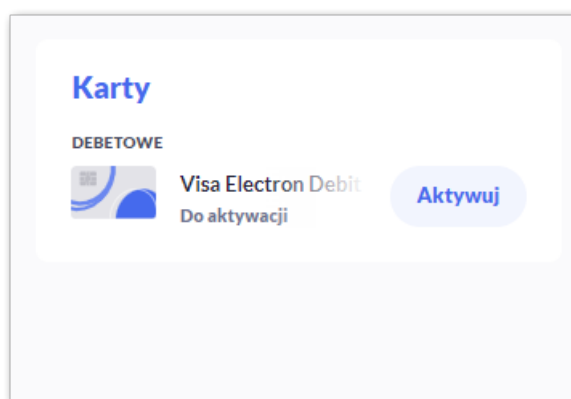 Karty
DEBETOWE
Visa Electron Debit
Do aktywacji
Aktywuj